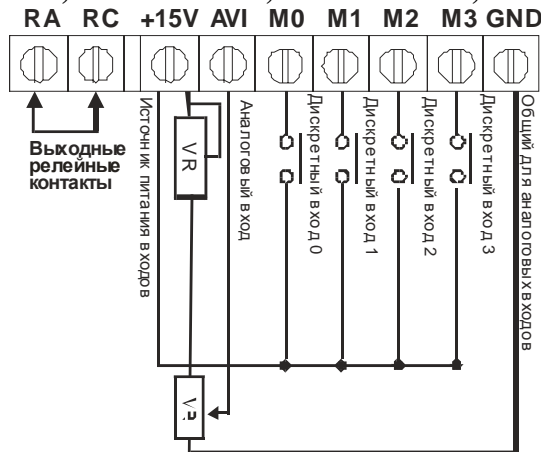 RA RC +15V AVI M0 M1 M2 M3 GND
Выходные
релейные
контакты
Источник питания входов
VR
Аналоговый вход
Дискретный вход 0
Дискретный вход 1
Дискретный вход 2
Дискретный вход 3
Общий для аналоговых входов